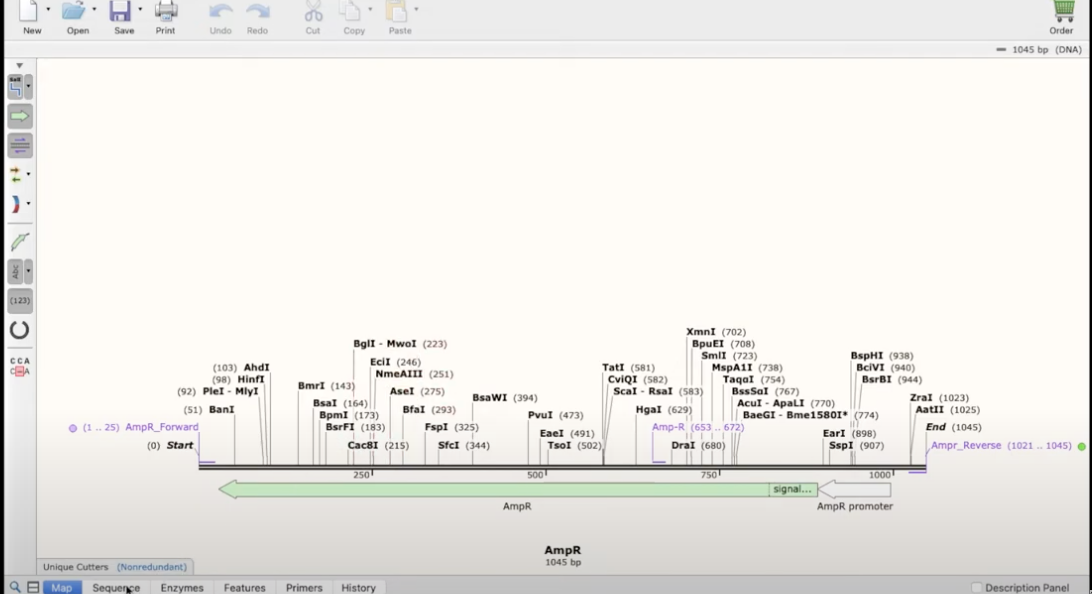 New Open Save Print Undo Redo Cut Copy Paste Order
1045 bp (DNA)
XmnI (702)
BglI - MwoI (223) BpuEI (708)
SmlI (723) BspHI (938)
EciI (246)
(103) AhdI TatI (581) MspA1I (738) BciVI (940)
NmeAIII (251)
(98) HinfI CviQI (582) TaqαI (754) BsrBI (944)
BmrI (143)
(92) PleI - MlyI AseI (275) ScaI - RsaI (583) BssSαI (767)
BsaWI (394) ZraI (1023)
BsaI (164) AcuI - ApaLI (770)
(51) BanI BfaI (293) HgaI (629) AatII (1025)
BpmI (173) PvuI (473) BaeGI - Bme1580I* (774)
(1 .. 25) AmpR_Forward BsrFI (183) FspI (325) Amp-R (653 .. 672) End (1045)
EaeI (491) EarI (898)
(0) Start Cac8I (215) SfcI (344) TsoI (502) DraI (680) SspI (907) Ampr_Reverse (1021 .. 1045)
250 500 750 1000
signal...
AmpR AmpR promoter
AmpR
1045 bp
Unique Cutters (Nonredundant)
Map Sequence Enzymes Features Primers History Description Panel
(123)
Abc
CCA